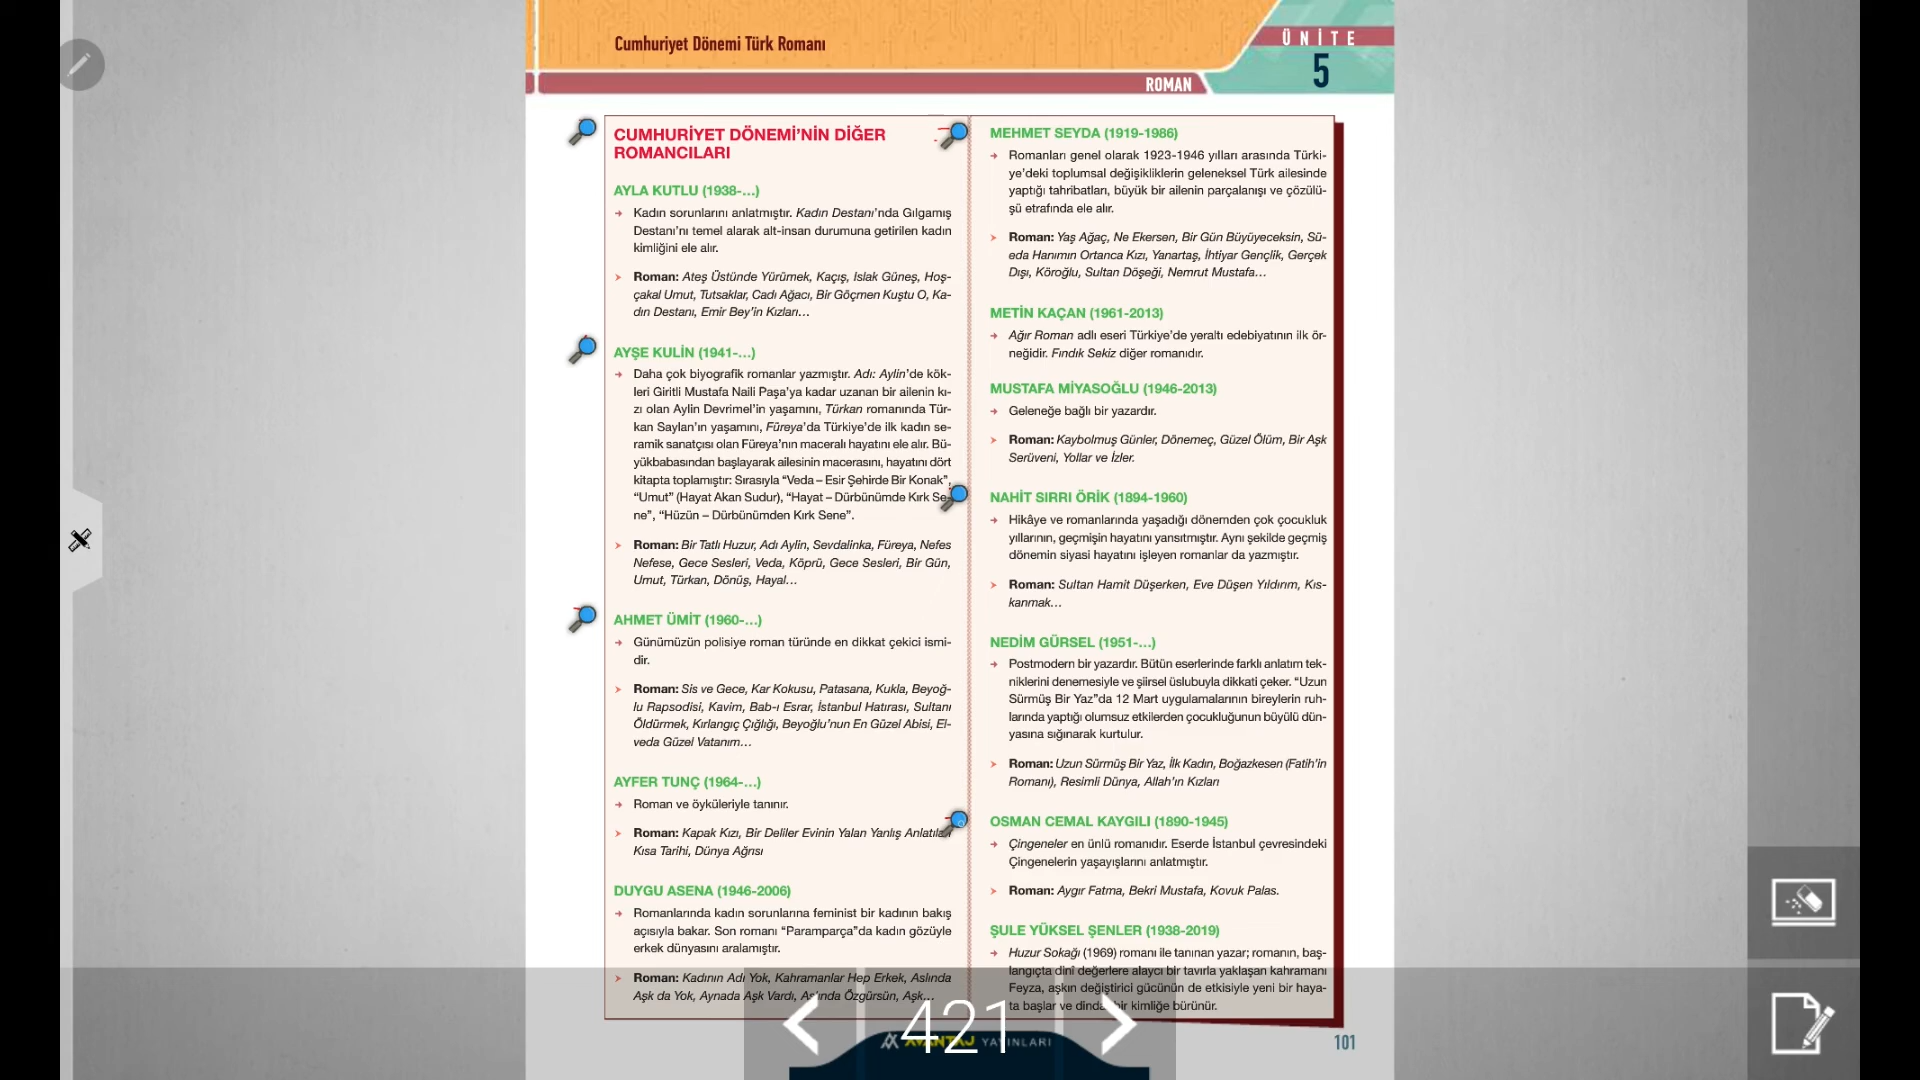 Cumhuriyet Dönemi Türk Romanı
ÜNİTE
5
ROMAN
CUMHURİYET DÖNEMİ'NİN DİĞER
ROMANCILARI
AYLA KUTLU (1938-...)
Kadın sorunlarını anlatmıştır. Kadın Destanı'nda Gılgamış
Destanı'nı temel alarak alt-insan durumuna getirilen kadın
kimliğini ele alır.
Roman: Ateş Üstünde Yürümek, Kaçış, Islak Güneş, Hoş-
çakal Umut, Tutsaklar, Cadı Ağacı, Bir Göçmen Kuştu O, Ka-
dın Destanı, Emir Bey'in Kızları...
AYŞE KULİN (1941-...)
Daha çok biyografik romanlar yazmıştır. Adı: Aylin'de kök-
leri Giritli Mustafa Naili Paşa'ya kadar uzanan bir ailenin kı-
zı olan Aylin Devrimel'in yaşamını, Türkan romanında Tür-
kan Saylan'ın yaşamını, Füreya'da Türkiye'de ilk kadın se-
ramik sanatçısı olan Füreya'nın maceralı hayatını ele alır. Bü-
yükbabasından başlayarak ailesinin macerasını, hayatını dört
kitapta toplamıştır: Sırasıyla "Veda – Esir Şehirde Bir Konak",
"Umut" (Hayat Akan Sudur), "Hayat – Dürbünümde Kırk Se-
ne", "Hüzün – Dürbünümden Kırk Sene".
Roman: Bir Tatlı Huzur, Adı Aylin, Sevdalinka, Füreya, Nefes
Nefese, Gece Sesleri, Veda, Köprü, Gece Sesleri, Bir Gün,
Umut, Türkan, Dönüş, Hayal...
AHMET ÜMİT (1960-...)
Günümüzün polisiye roman türünde en dikkat çekici ismi-
dir.
Roman: Sis ve Gece, Kar Kokusu, Patasana, Kukla, Beyoğ-
lu Rapsodisi, Kavim, Bab-ı Esrar, İstanbul Hatırası, Sultanı
Öldürmek, Kırlangıç Çığlığı, Beyoğlu'nun En Güzel Abisi, El-
veda Güzel Vatanım...
AYFER TUNÇ (1964-...)
Roman ve öyküleriyle tanınır.
Roman: Kapak Kızı, Bir Deliler Evinin Yalan Yanlış Anlatılan
Kısa Tarihi, Dünya Ağrısı
DUYGU ASENA (1946-2006)
Romanlarında kadın sorunlarına feminist bir kadının bakış
açısıyla bakar. Son romanı "Paramparça"da kadın gözüyle
erkek dünyasını aralamıştır.
Roman: Kadının Adı Yok, Kahramanlar Hep Erkek, Aslında
Aşk da Yok, Aynada Aşk Vardı, Aslında Özgürsün, Aşk...
MEHMET SEYDA (1919-1986)
Romanları genel olarak 1923-1946 yılları arasında Türki-
ye'deki toplumsal değişikliklerin geleneksel Türk ailesinde
yaptığı tahribatları, büyük bir ailenin parçalanışı ve çözülü-
şü etrafında ele alır.
Roman: Yaş Ağaç, Ne Ekersen, Bir Gün Büyüyeceksin, Sü-
eda Hanımın Ortanca Kızı, Yanartaş, İhtiyar Gençlik, Gerçek
Dışı, Köroğlu, Sultan Döşeği, Nemrut Mustafa...
METİN KAÇAN (1961-2013)
Ağır Roman adlı eseri Türkiye'de yeraltı edebiyatının ilk ör-
neğidir. Fındık Sekiz diğer romanıdır.
MUSTAFA MİYASOĞLU (1946-2013)
Geleneğe bağlı bir yazardır.
Roman: Kaybolmuş Günler, Dönemeç, Güzel Ölüm, Bir Aşk
Serüveni, Yollar ve İzler.
NAHİT SIRRI ÖRİK (1894-1960)
Hikâye ve romanlarında yaşadığı dönemden çok çocukluk
yıllarının, geçmişin hayatını yansıtmıştır. Aynı şekilde geçmiş
dönemin siyasi hayatını işleyen romanlar da yazmıştır.
Roman: Sultan Hamit Düşerken, Eve Düşen Yıldırım, Kıs-
kanmak...
NEDİM GÜRSEL (1951-...)
Postmodern bir yazardır. Bütün eserlerinde farklı anlatım tek-
niklerini denemesiyle ve şiirsel üslubuyla dikkati çeker. "Uzun
Sürmüş Bir Yaz"da 12 Mart uygulamalarının bireylerin ruh-
larında yaptığı olumsuz etkilerden çocukluğunun büyülü dün-
yasına sığınarak kurtulur.
Roman: Uzun Sürmüş Bir Yaz, İlk Kadın, Boğazkesen (Fatih'in
Romanı), Resimli Dünya, Allah'ın Kızları
OSMAN CEMAL KAYGILI (1890-1945)
Çingeneler en ünlü romanıdır. Eserde İstanbul çevresindeki
Çingenelerin yaşayışlarını anlatmıştır.
Roman: Aygır Fatma, Bekri Mustafa, Kovuk Palas.
ŞULE YÜKSEL ŞENLER (1938-2019)
Huzur Sokağı (1969) romanı ile tanınan yazar; romanın, baş-
langıçta dinî değerlere alaycı bir tavırla yaklaşan kahramanı
Feyza, aşkın değiştirici gücünün de etkisiyle yeni bir haya-
ta başlar ve dindar bir kimliğe bürünür.
421
AVANTAJ YAYINLARI
101